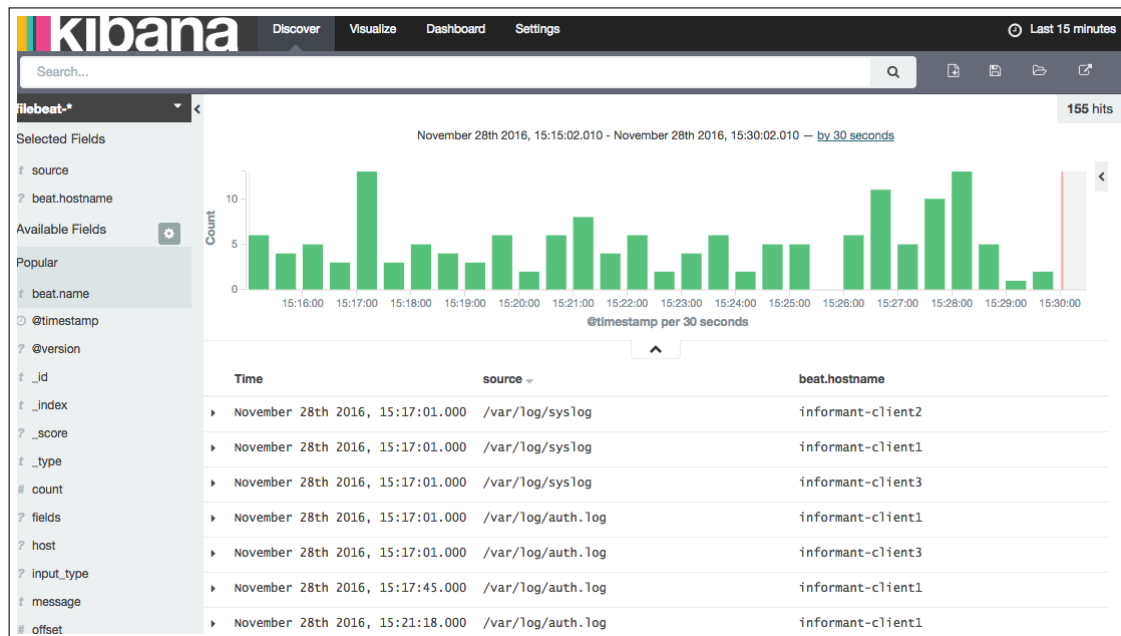 kibana
Discover Visualize Dashboard Settings Last 15 minutes
Search...
filebeat-*
155 hits
Selected Fields
t source
? beat.hostname
Available Fields
Popular
t beat.name
@timestamp
? @version
t _id
t _index
? _score
t _type
# count
? fields
? host
? input_type
t message
# offset
November 28th 2016, 15:15:02.010 - November 28th 2016, 15:30:02.010 — by 30 seconds
Count
10
5
0
15:16:00 15:17:00 15:18:00 15:19:00 15:20:00 15:21:00 15:22:00 15:23:00 15:24:00 15:25:00 15:26:00 15:27:00 15:28:00 15:29:00 15:30:00
@timestamp per 30 seconds
Time source beat.hostname
November 28th 2016, 15:17:01.000 /var/log/syslog informant-client2
November 28th 2016, 15:17:01.000 /var/log/syslog informant-client1
November 28th 2016, 15:17:01.000 /var/log/syslog informant-client3
November 28th 2016, 15:17:01.000 /var/log/auth.log informant-client1
November 28th 2016, 15:17:01.000 /var/log/auth.log informant-client3
November 28th 2016, 15:17:45.000 /var/log/auth.log informant-client1
November 28th 2016, 15:21:18.000 /var/log/auth.log informant-client1